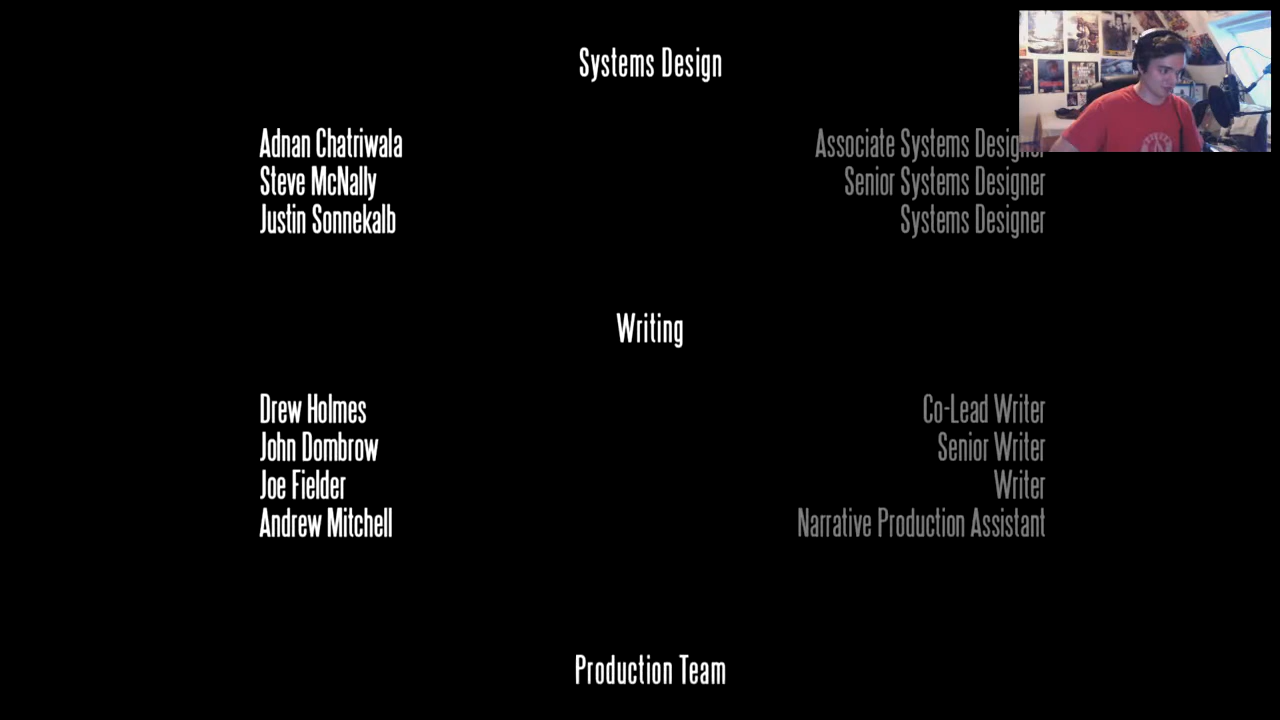 Systems Design
Adnan Chatriwala Associate Systems Designer
Steve McNally Senior Systems Designer
Justin Sonnekalb Systems Designer
Writing
Drew Holmes Co-Lead Writer
John Dombrow Senior Writer
Joe Fielder Writer
Andrew Mitchell Narrative Production Assistant
Production Team